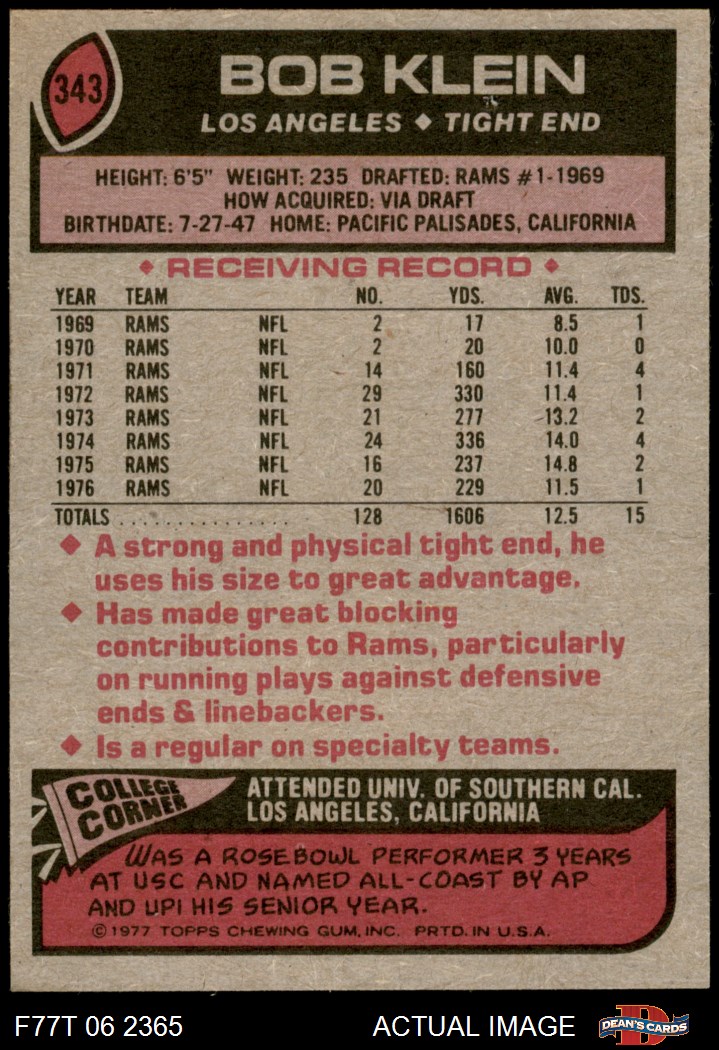 343
BOB KLEIN
LOS ANGELES ◆ TIGHT END
HEIGHT: 6'5" WEIGHT: 235 DRAFTED: RAMS #1-1969
HOW ACQUIRED: VIA DRAFT
BIRTHDATE: 7-27-47 HOME: PACIFIC PALISADES, CALIFORNIA
◆ RECEIVING RECORD ◆
YEAR TEAM NO. YDS. AVG. TDS.
1969 RAMS NFL 2 17 8.5 1
1970 RAMS NFL 2 20 10.0 0
1971 RAMS NFL 14 160 11.4 4
1972 RAMS NFL 29 330 11.4 1
1973 RAMS NFL 21 277 13.2 2
1974 RAMS NFL 24 336 14.0 4
1975 RAMS NFL 16 237 14.8 2
1976 RAMS NFL 20 229 11.5 1
TOTALS ................ 128 1606 12.5 15
◆ A strong and physical tight end, he
uses his size to great advantage.
◆ Has made great blocking
contributions to Rams, particularly
on running plays against defensive
ends & linebackers.
◆ Is a regular on specialty teams.
COLLEGE
CORNER
ATTENDED UNIV. OF SOUTHERN CAL.
LOS ANGELES, CALIFORNIA
WAS A ROSE BOWL PERFORMER 3 YEARS
AT USC AND NAMED ALL-COAST BY AP
AND UPI HIS SENIOR YEAR.
© 1977 TOPPS CHEWING GUM, INC. PRTD. IN U.S.A.
F77T 06 2365 ACTUAL IMAGE
D
DEAN'S CARDS